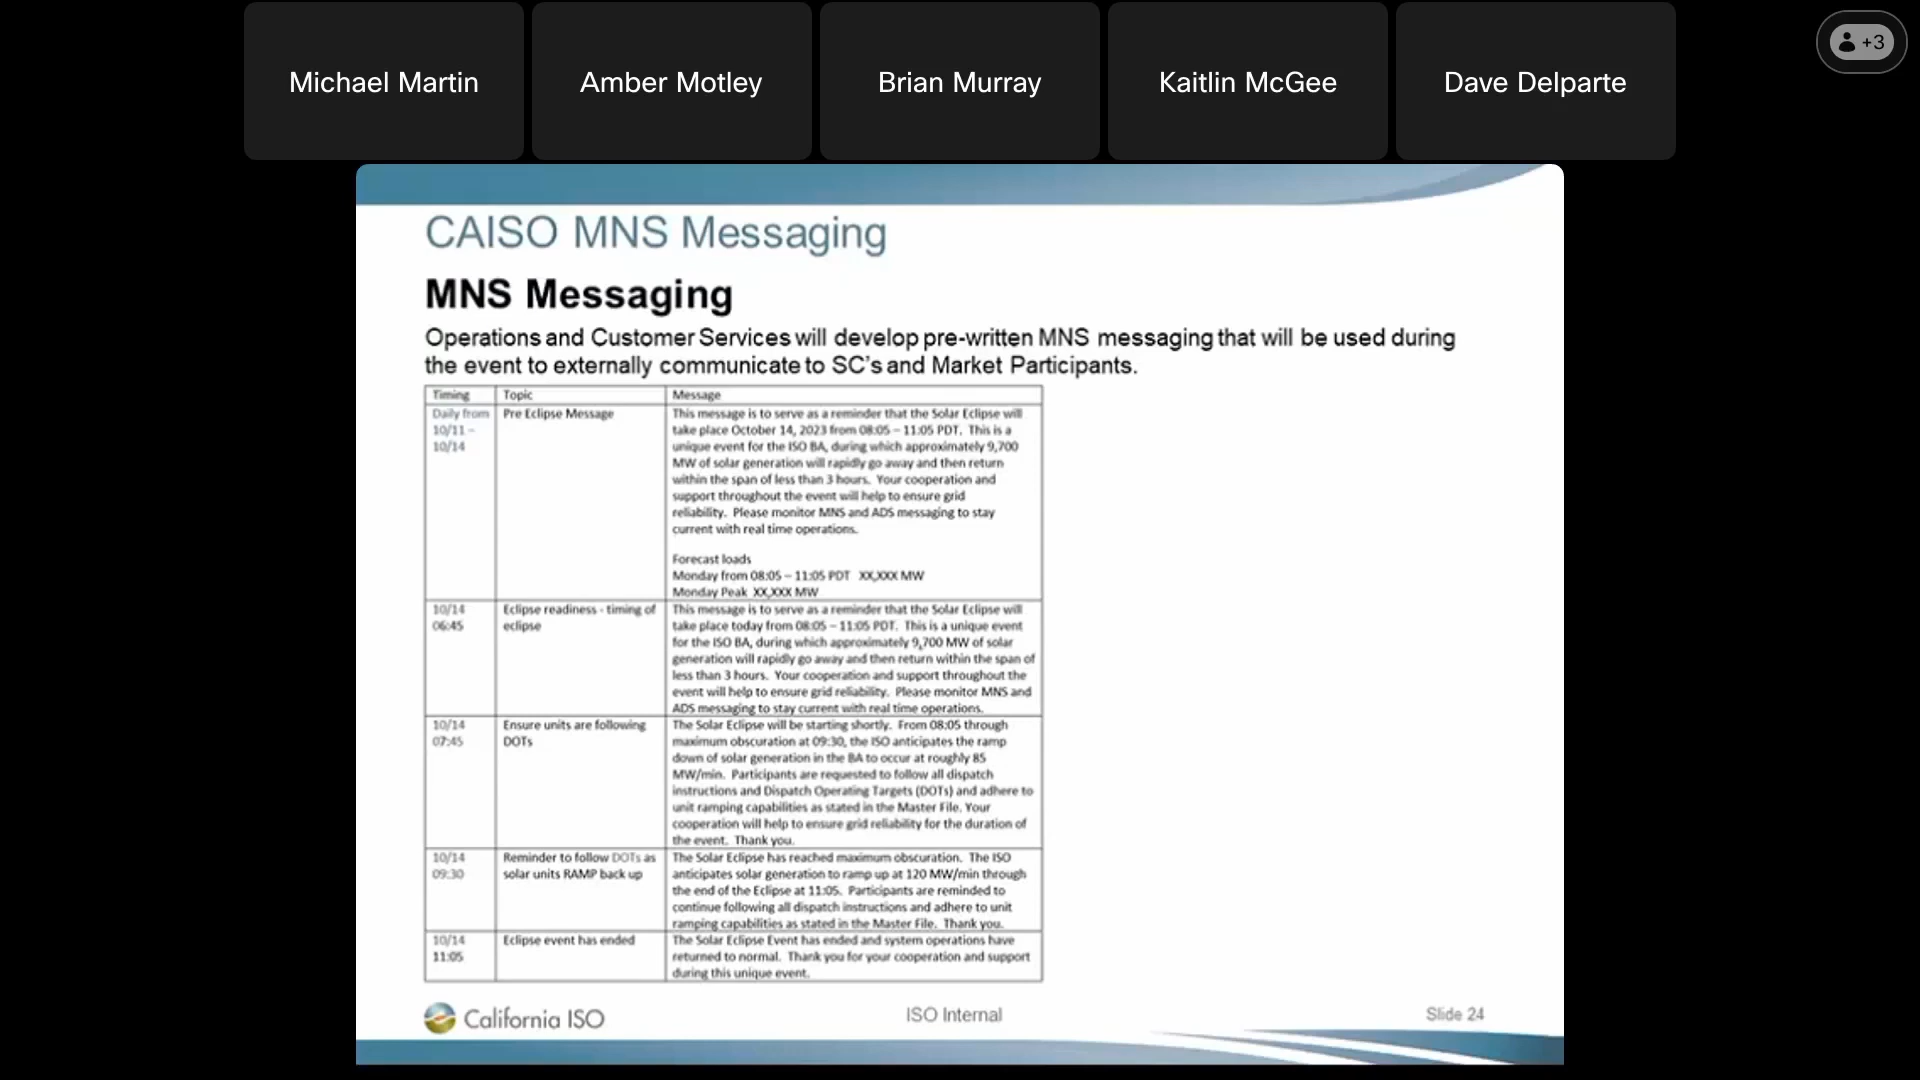 Michael Martin
Amber Motley
Brian Murray
Kaitlin McGee
Dave Delparte
+3
CAISO MNS Messaging
MNS Messaging
Operations and Customer Services will develop pre-written MNS messaging that will be used during
the event to externally communicate to SC's and Market Participants.
Timing Topic Message
Daily from
10/11 –
10/14
Pre Eclipse Message
This message is to serve as a reminder that the Solar Eclipse will
take place October 14, 2023 from 08:05 – 11:05 PDT. This is a
unique event for the ISO BA, during which approximately 9,700
MW of solar generation will rapidly go away and then return
within the span of less than 3 hours. Your cooperation and
support throughout the event will help to ensure grid
reliability. Please monitor MNS and ADS messaging to stay
current with real time operations.
Forecast loads
Monday from 08:05 – 11:05 PDT XX,XXX MW
Monday Peak XX,XXX MW
10/14
06:45
Eclipse readiness - timing of
eclipse
This message is to serve as a reminder that the Solar Eclipse will
take place today from 08:05 – 11:05 PDT. This is a unique event
for the ISO BA, during which approximately 9,700 MW of solar
generation will rapidly go away and then return within the span of
less than 3 hours. Your cooperation and support throughout the
event will help to ensure grid reliability. Please monitor MNS and
ADS messaging to stay current with real time operations.
10/14
07:45
Ensure units are following
DOTs
The Solar Eclipse will be starting shortly. From 08:05 through
maximum obscuration at 09:30, the ISO anticipates the ramp
down of solar generation in the BA to occur at roughly 85
MW/min. Participants are requested to follow all dispatch
instructions and Dispatch Operating Targets (DOTs) and adhere to
unit ramping capabilities as stated in the Master File. Your
cooperation will help to ensure grid reliability for the duration of
the event. Thank you.
10/14
09:30
Reminder to follow DOTs as
solar units RAMP back up
The Solar Eclipse has reached maximum obscuration. The ISO
anticipates solar generation to ramp up at 120 MW/min through
the end of the Eclipse at 11:05. Participants are reminded to
continue following all dispatch instructions and adhere to unit
ramping capabilities as stated in the Master File. Thank you.
10/14
11:05
Eclipse event has ended
The Solar Eclipse Event has ended and system operations have
returned to normal. Thank you for your cooperation and support
during this unique event.
California ISO
ISO Internal
Slide 24